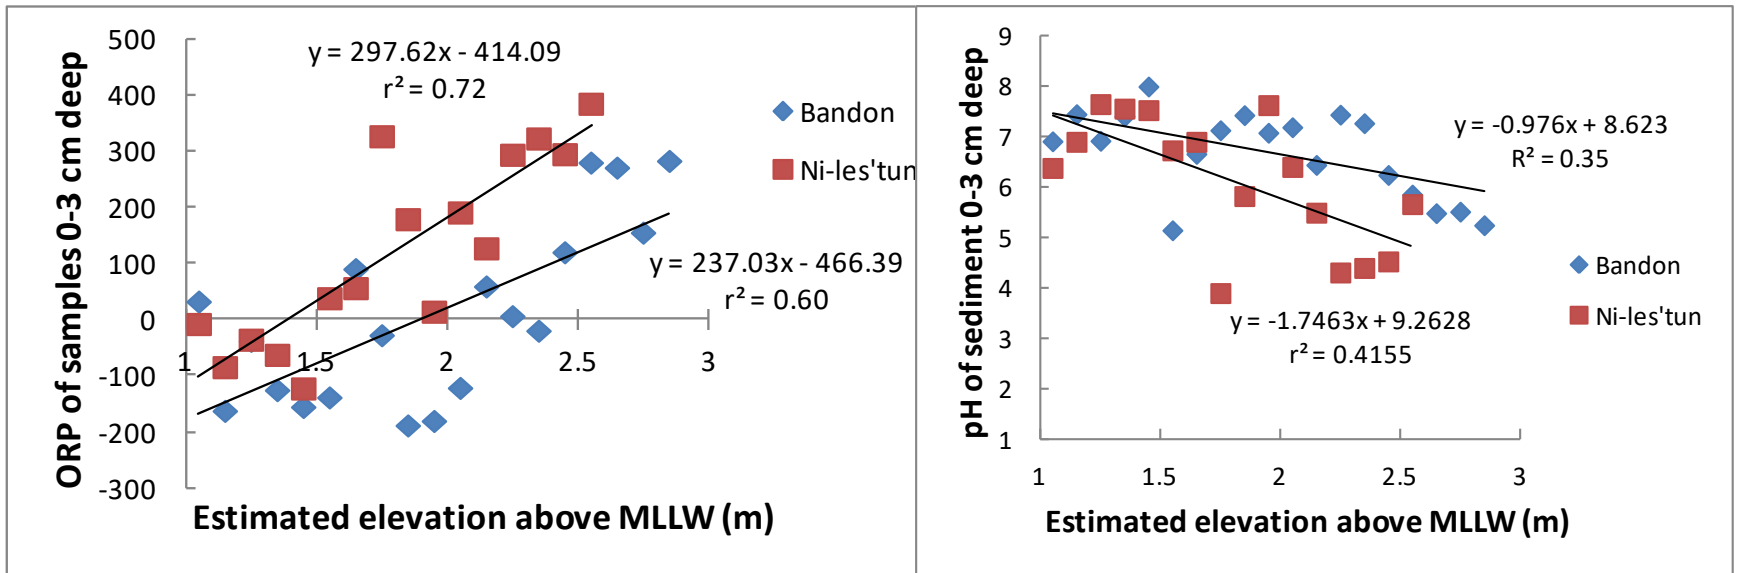 500
400
300
200
100
0
-100
-200
-300
1
1.5
2
2.5
3
ORP of samples 0-3 cm deep
Estimated elevation above MLLW (m)
y = 297.62x - 414.09
r² = 0.72
y = 237.03x - 466.39
r² = 0.60
Bandon
Ni-les'tun
9
8
7
6
5
4
3
2
1
1
1.5
2
2.5
3
pH of sediment 0-3 cm deep
Estimated elevation above MLLW (m)
y = -0.976x + 8.623
R² = 0.35
y = -1.7463x + 9.2628
r² = 0.4155
Bandon
Ni-les'tun